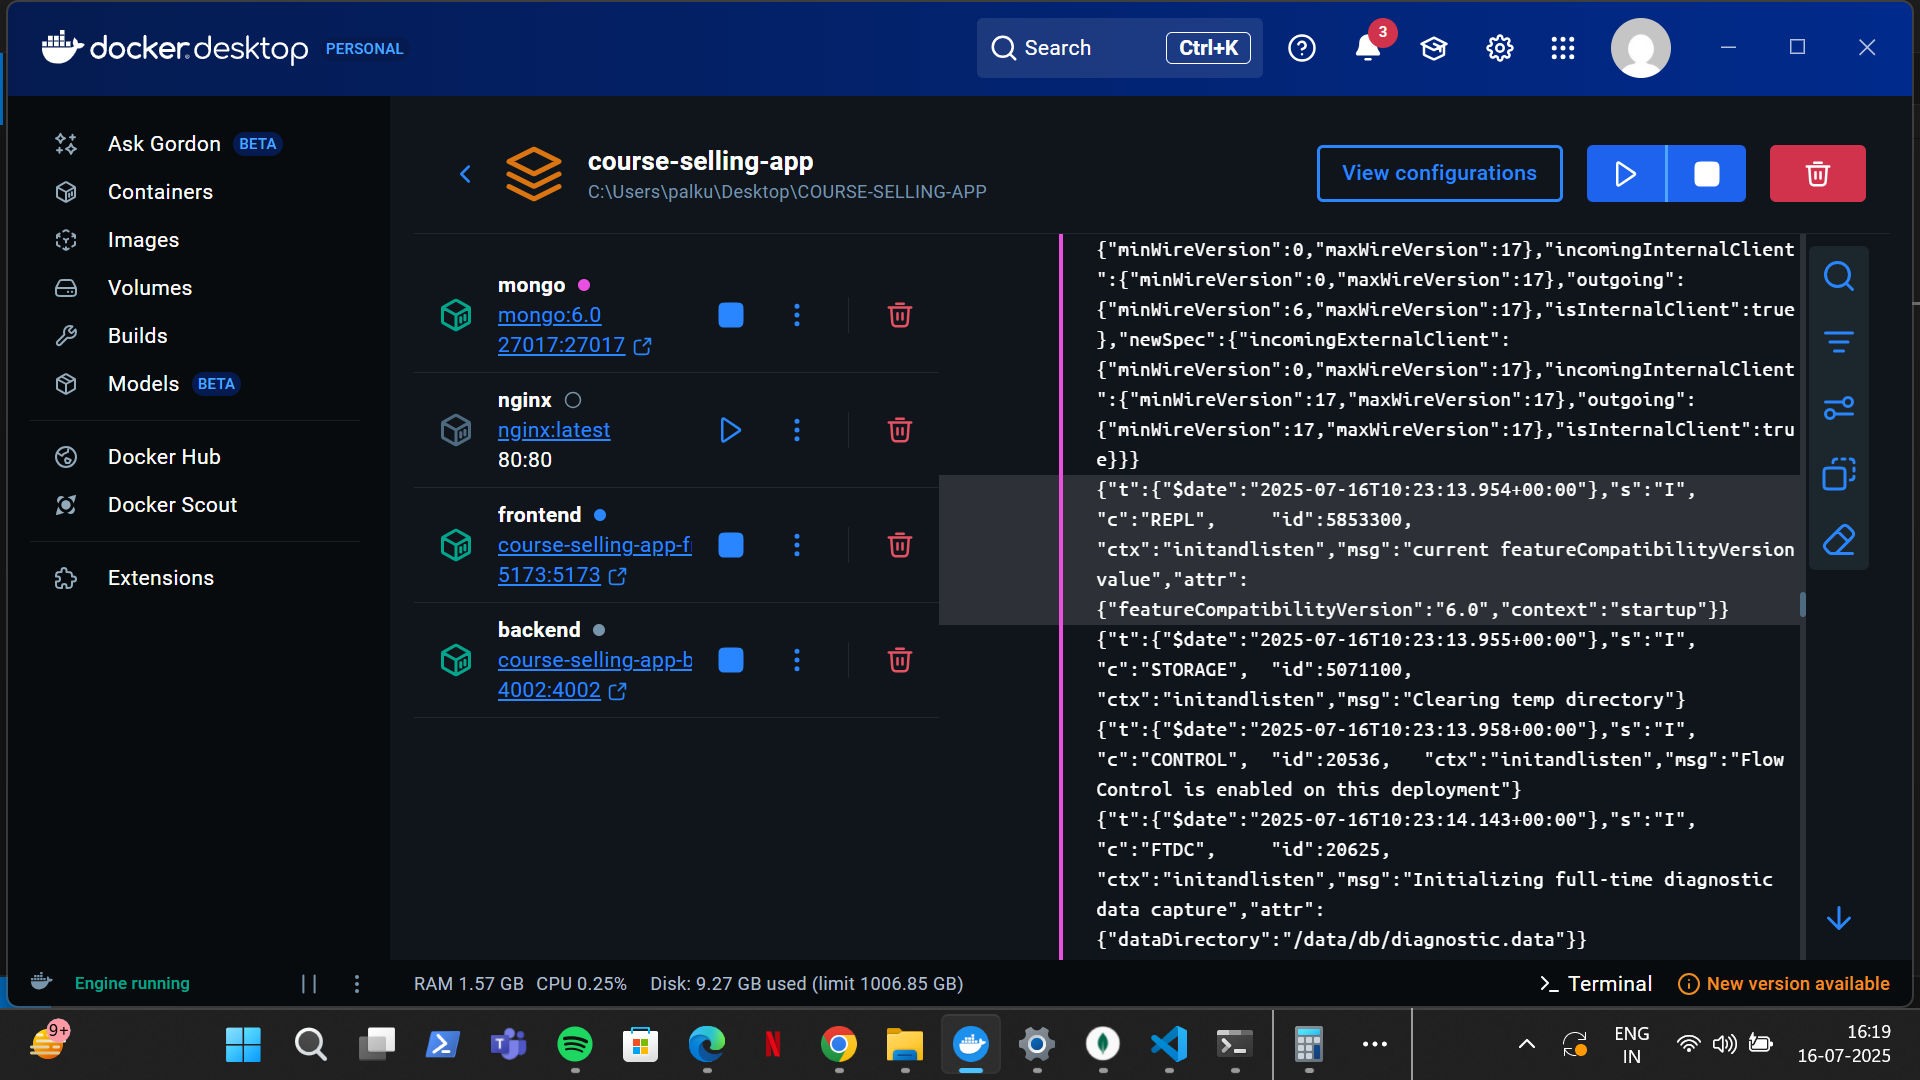 docker.desktop PERSONAL
Search Ctrl+K
3
Ask Gordon BETA
Containers
Images
Volumes
Builds
Models BETA
Docker Hub
Docker Scout
Extensions
course-selling-app
C:\Users\palku\Desktop\COURSE-SELLING-APP
View configurations
mongo
mongo:6.0
27017:27017
nginx
nginx:latest
80:80
frontend
course-selling-app-f
5173:5173
backend
course-selling-app-b
4002:4002
{"minWireVersion":0,"maxWireVersion":17},"incomingInternalClient
":{"minWireVersion":0,"maxWireVersion":17},"outgoing":
{"minWireVersion":6,"maxWireVersion":17},"isInternalClient":true
},"newSpec":{"incomingExternalClient":
{"minWireVersion":0,"maxWireVersion":17},"incomingInternalClient
":{"minWireVersion":17,"maxWireVersion":17},"outgoing":
{"minWireVersion":17,"maxWireVersion":17},"isInternalClient":tru
e}}}
{"t":{"$date":"2025-07-16T10:23:13.954+00:00"},"s":"I",
"c":"REPL",     "id":5853300,
"ctx":"initandlisten","msg":"current featureCompatibilityVersion
value","attr":
{"featureCompatibilityVersion":"6.0","context":"startup"}}
{"t":{"$date":"2025-07-16T10:23:13.955+00:00"},"s":"I",
"c":"STORAGE",  "id":5071100,
"ctx":"initandlisten","msg":"Clearing temp directory"}
{"t":{"$date":"2025-07-16T10:23:13.958+00:00"},"s":"I",
"c":"CONTROL",  "id":20536,   "ctx":"initandlisten","msg":"Flow
Control is enabled on this deployment"}
{"t":{"$date":"2025-07-16T10:23:14.143+00:00"},"s":"I",
"c":"FTDC",     "id":20625,
"ctx":"initandlisten","msg":"Initializing full-time diagnostic
data capture","attr":
{"dataDirectory":"/data/db/diagnostic.data"}}
Engine running
RAM 1.57 GB CPU 0.25% Disk: 9.27 GB used (limit 1006.85 GB)
Terminal
New version available
9+
ENG
IN
16:19
16-07-2025